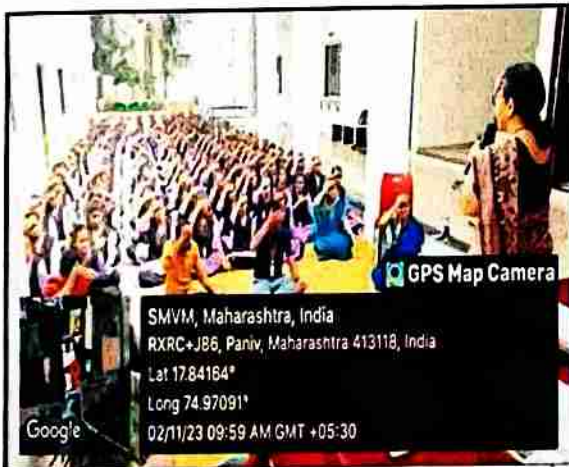 GPS Map Camera
SMVM, Maharashtra, India
RXRC+J86, Paniv, Maharashtra 413118, India
Lat 17.84164°
Long 74.97091°
02/11/23 09:59 AM GMT +05:30
Google